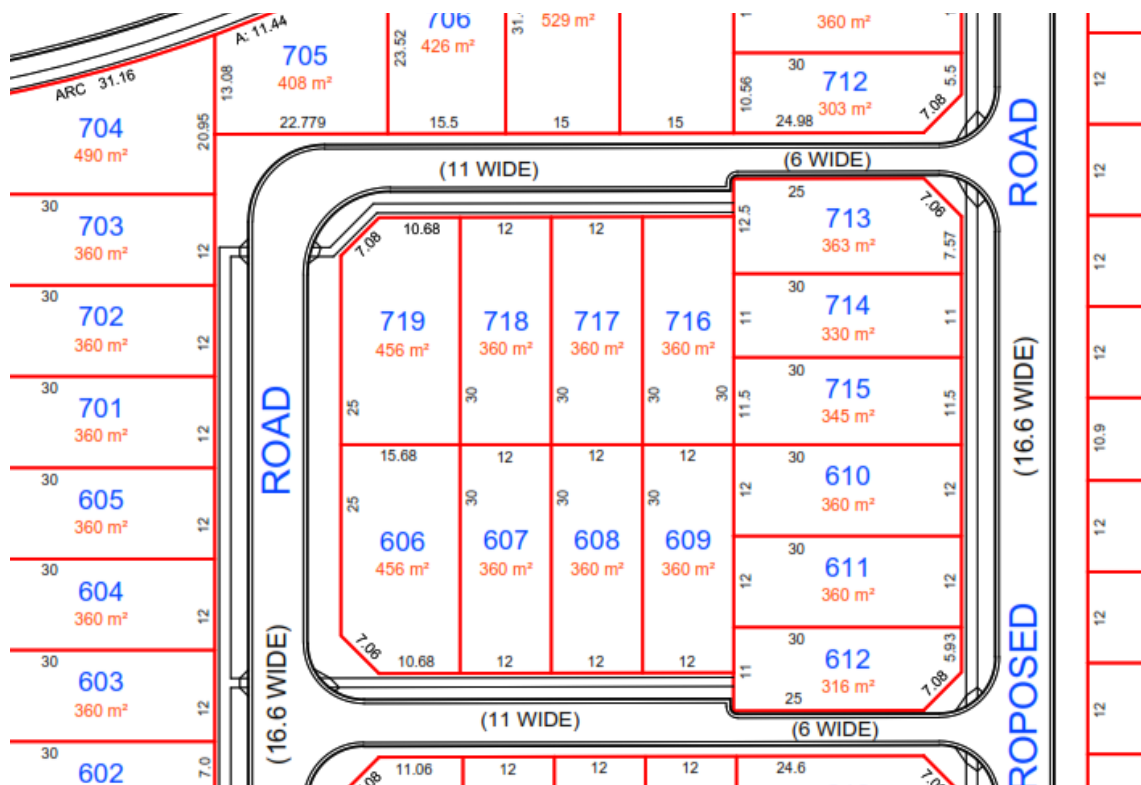 A: 11.44
ARC 31.16
13.08
705
408 m²
22.779
23.52
706
426 m²
15.5
529 m²
15
15
360 m²
30
712
303 m²
10.56
5.5
7.08
24.98
704
490 m²
20.95
(11 WIDE)
(6 WIDE)
ROAD
30
703
360 m²
12
30
702
360 m²
12
30
701
360 m²
12
30
605
360 m²
12
30
604
360 m²
12
30
603
360 m²
12
30
602
7.0
ROAD
(16.6 WIDE)
7.08
10.68
12
12
719
456 m²
25
718
360 m²
30
717
360 m²
30
716
360 m²
30
30
25
12.5
713
363 m²
7.06
7.57
30
714
330 m²
11
11
30
715
345 m²
11.5
11.5
15.68
12
12
12
25
606
456 m²
7.06
10.68
30
607
360 m²
12
30
608
360 m²
12
30
609
360 m²
12
30
610
360 m²
12
12
30
611
360 m²
12
12
30
612
316 m²
11
5.93
7.08
25
(16.6 WIDE)
12
12
12
12
10.9
12
12
12
(11 WIDE)
(6 WIDE)
11.06
12
12
12
24.6